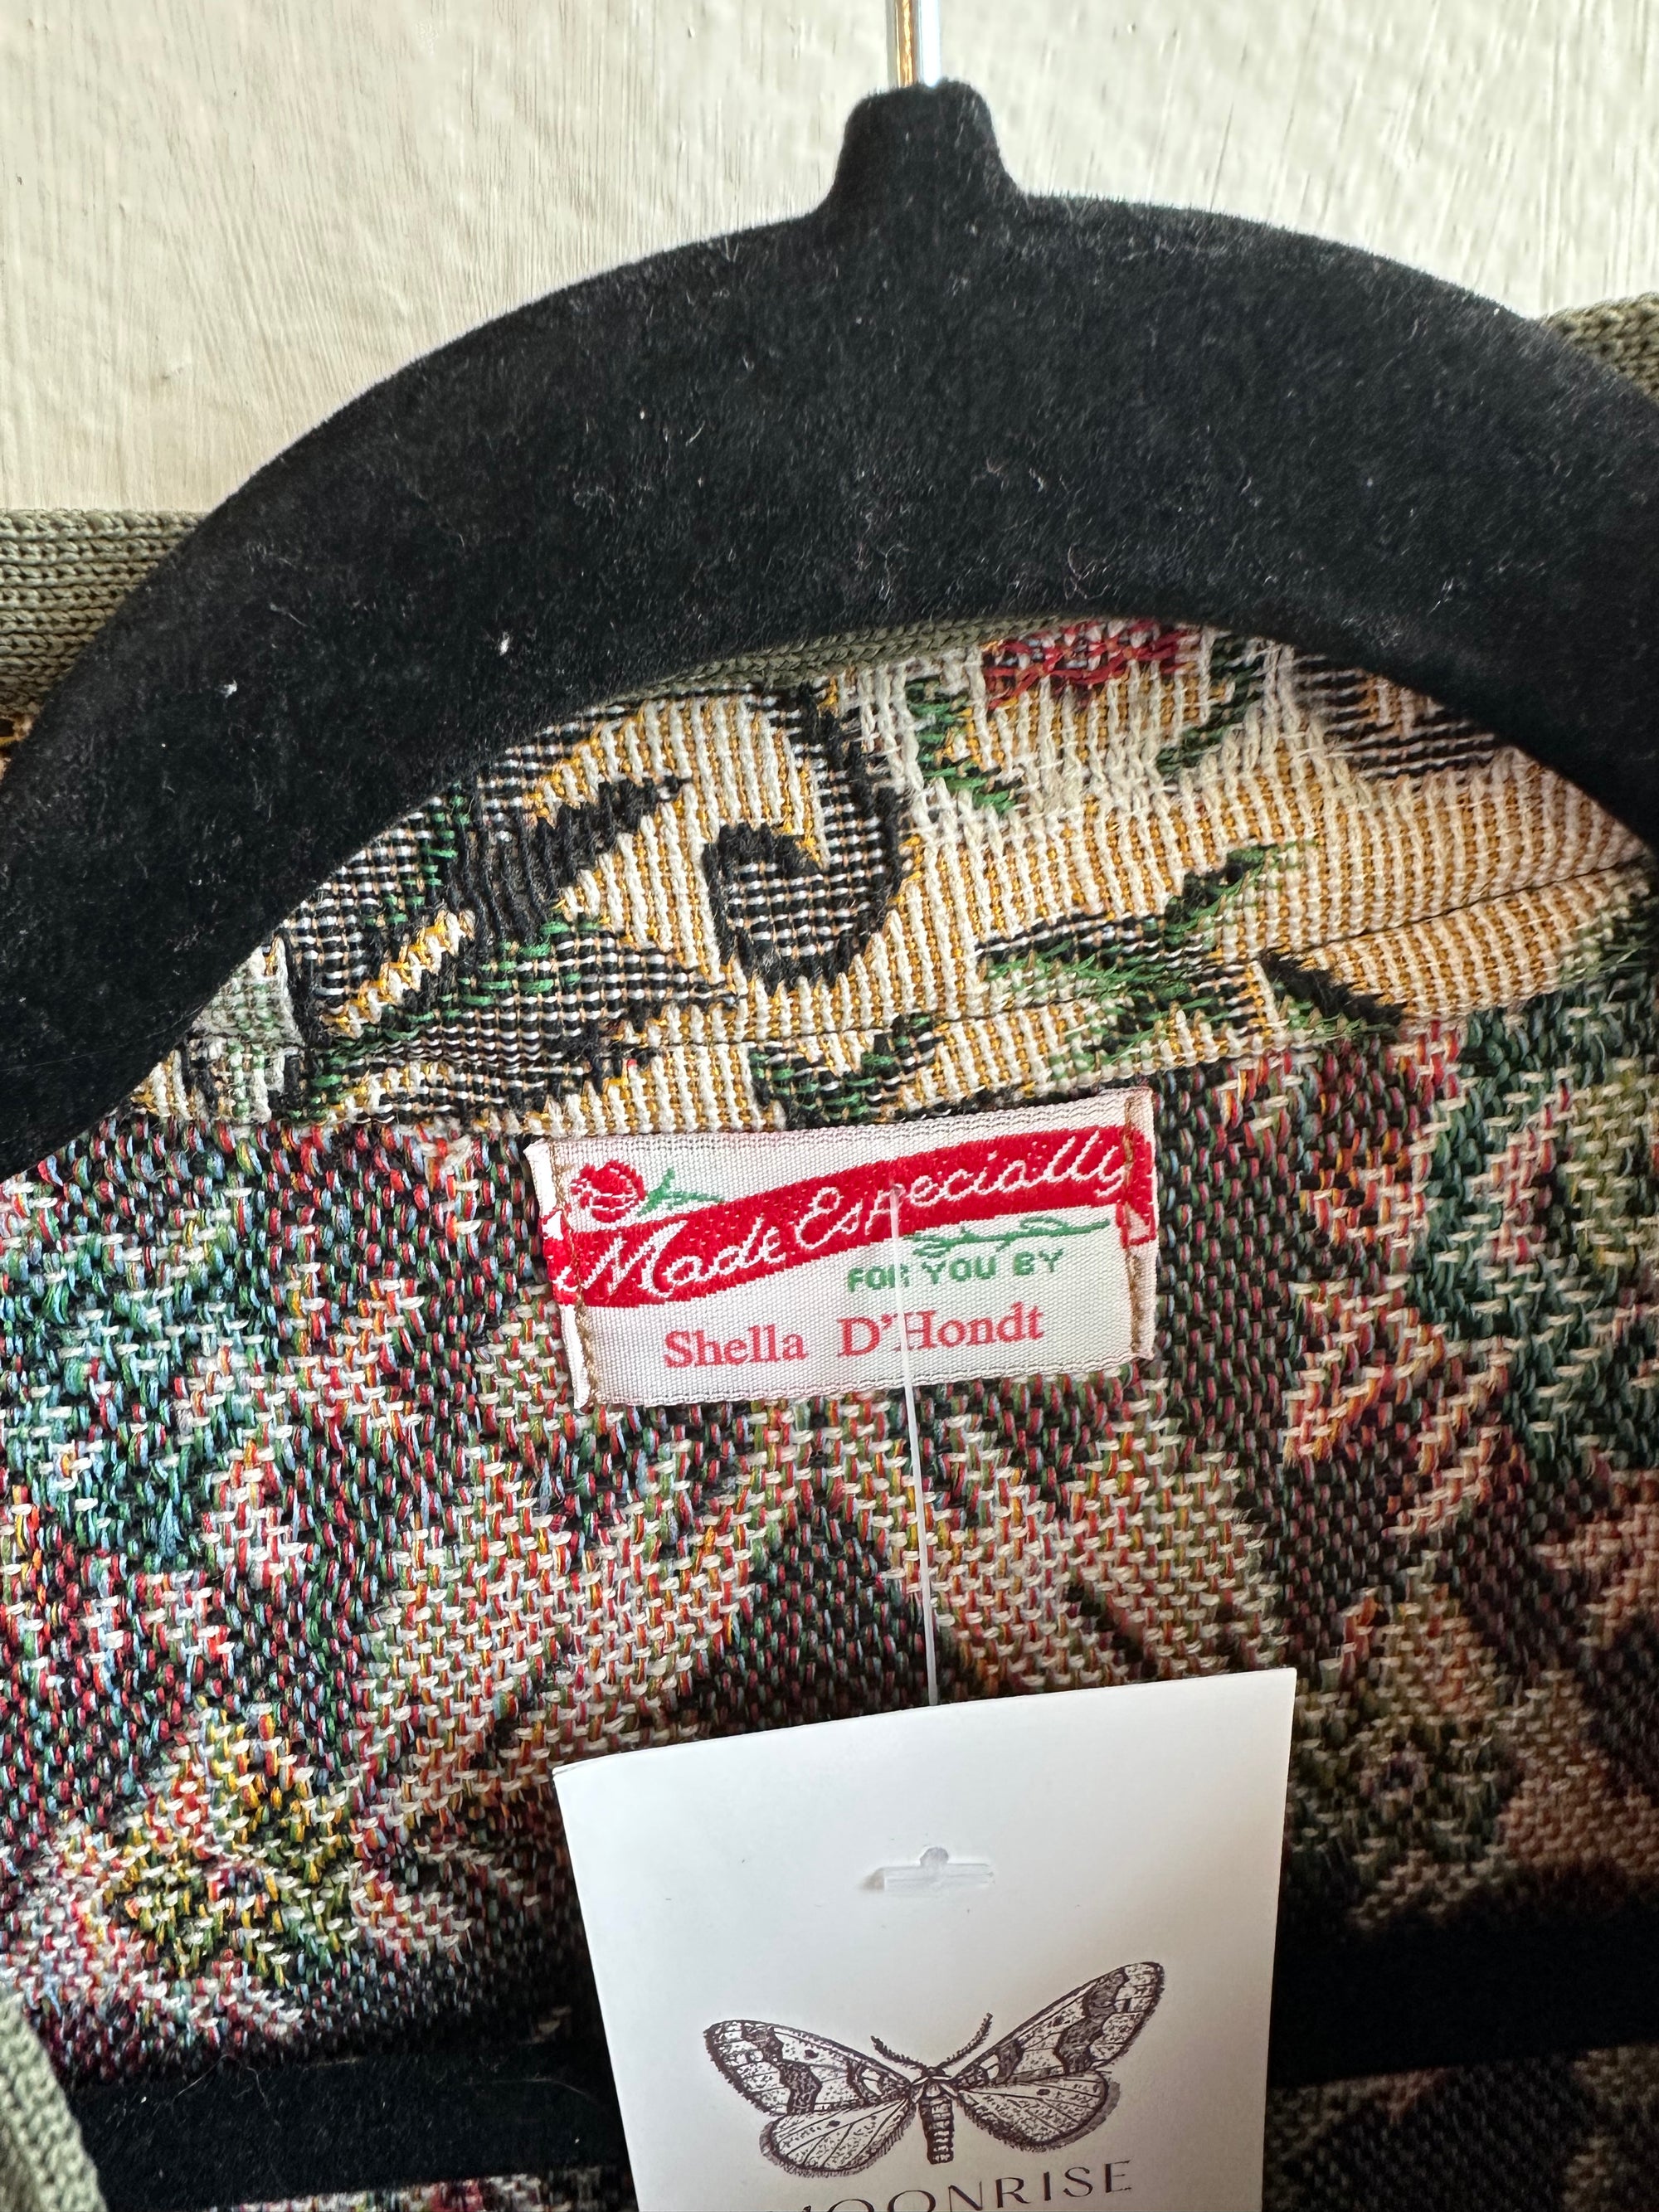 Made Especially
FOR YOU BY
Shella D'Hondt
MOONRISE